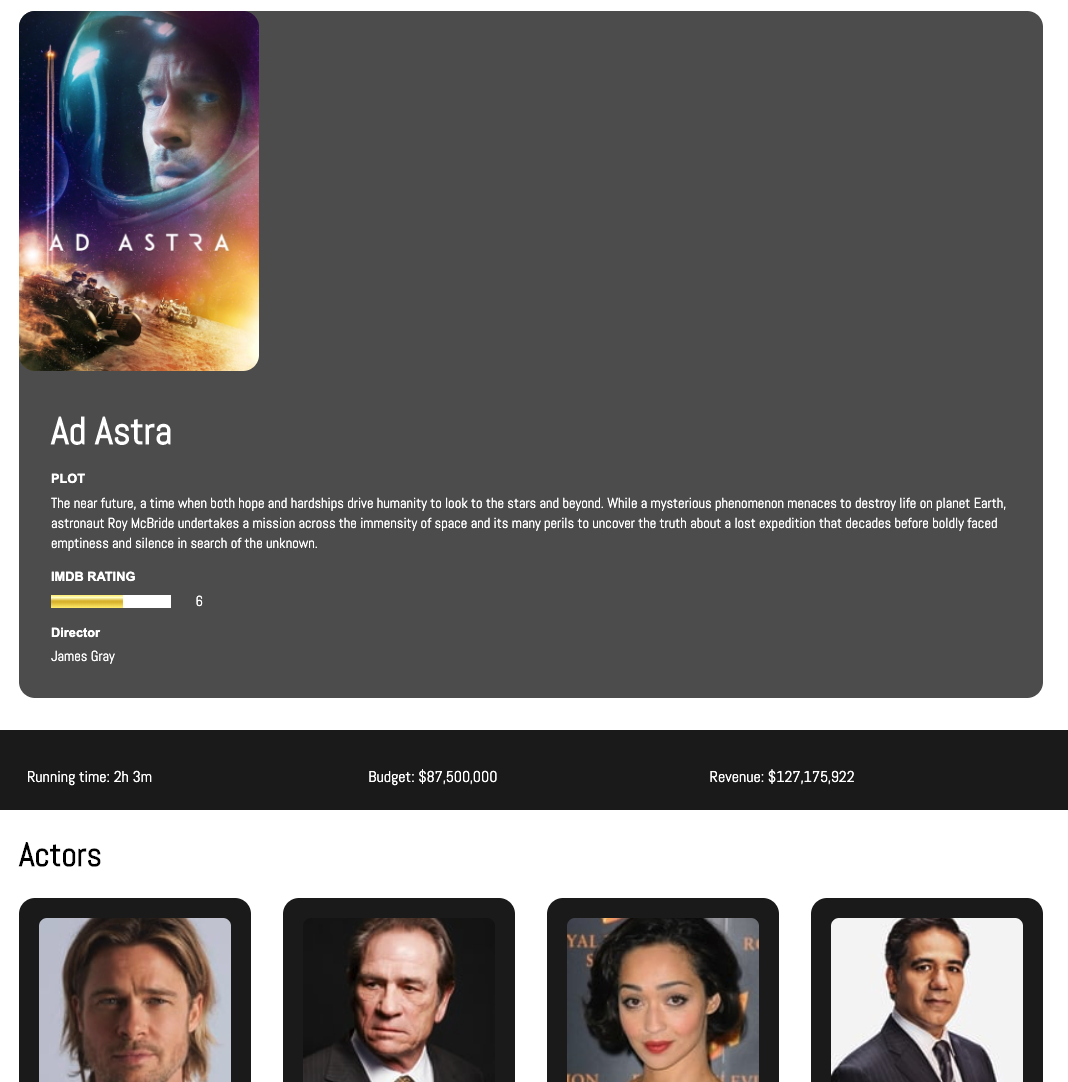 AD ASTRA
Ad Astra
PLOT
The near future, a time when both hope and hardships drive humanity to look to the stars and beyond. While a mysterious phenomenon menaces to destroy life on planet Earth,
astronaut Roy McBride undertakes a mission across the immensity of space and its many perils to uncover the truth about a lost expedition that decades before boldly faced
emptiness and silence in search of the unknown.
IMDB RATING
6
Director
James Gray
Running time: 2h 3m
Budget: $87,500,000
Revenue: $127,175,922
Actors